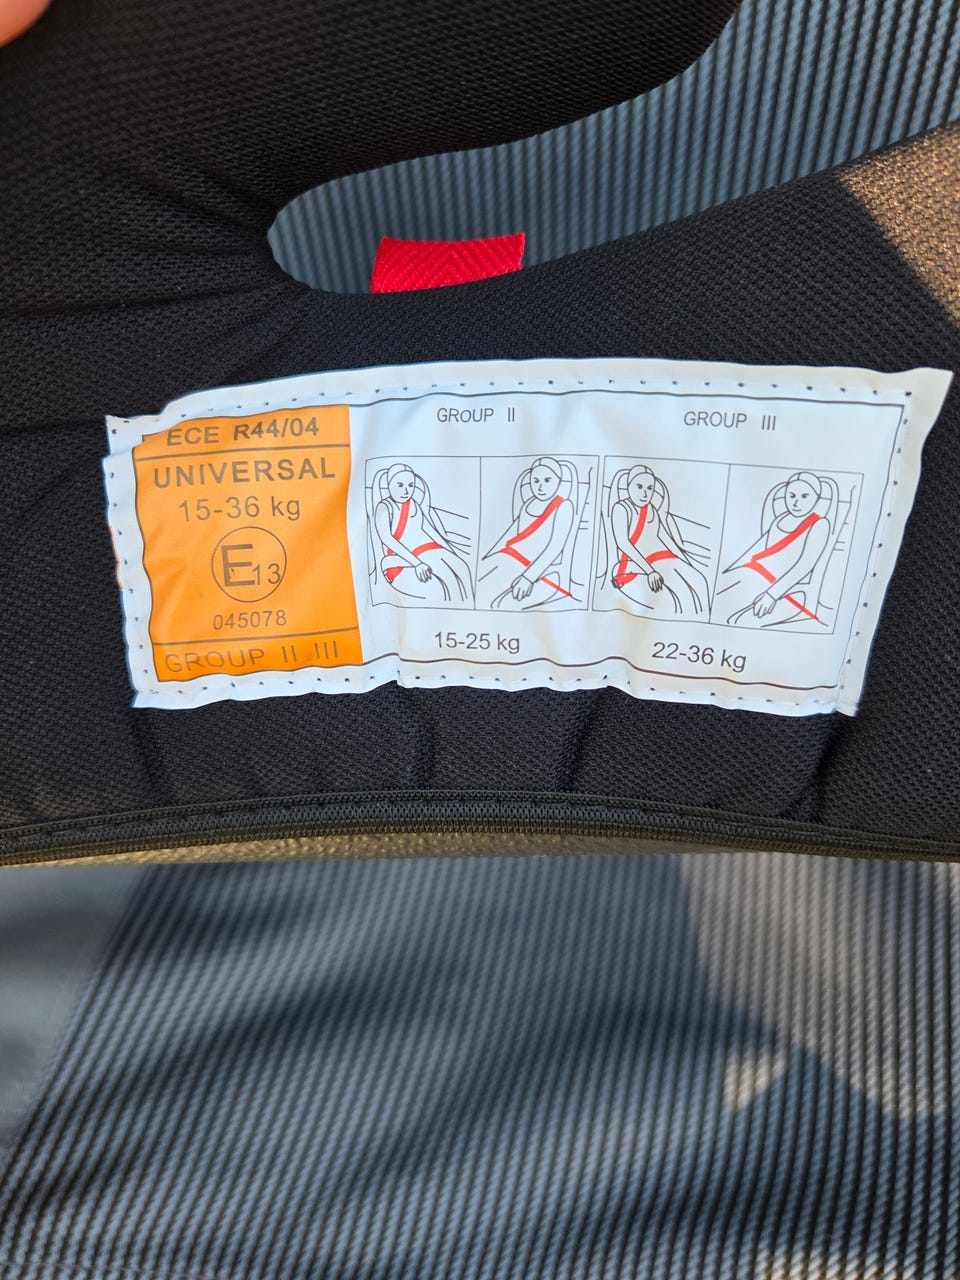 ECE R44/04
UNIVERSAL
15-36 kg
E13
045078
GROUP II III
GROUP II
GROUP III
15-25 kg
22-36 kg